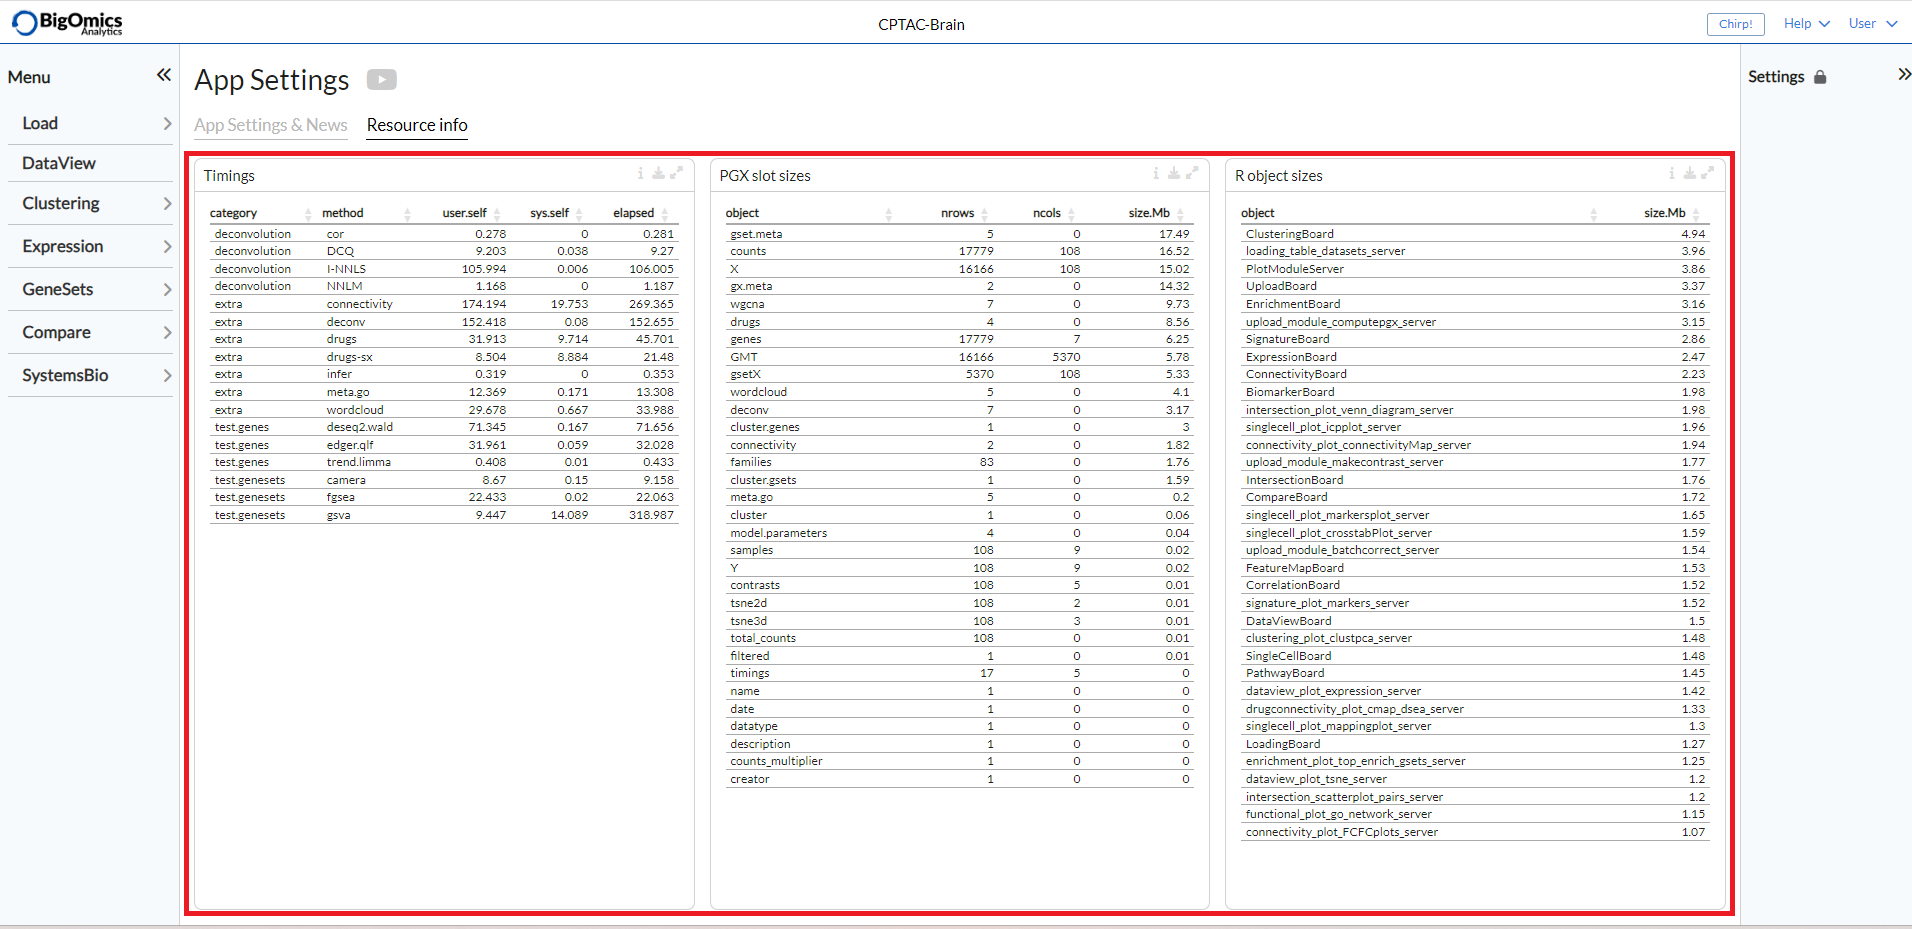 BigOmics Analytics
CPTAC-Brain
Chirp! Help User
Menu
Load
DataView
Clustering
Expression
GeneSets
Compare
SystemsBio
App Settings
App Settings & News Resource info
Settings
Timings
category method user.self sys.self elapsed
deconvolution cor 0.278 0 0.281
deconvolution DCQ 9.203 0.038 9.27
deconvolution I-NNLS 105.994 0.006 106.005
deconvolution NNLM 1.168 0 1.187
extra connectivity 174.194 19.753 269.365
extra deconv 152.418 0.08 152.655
extra drugs 31.913 9.714 45.701
extra drugs-sx 8.504 8.884 21.48
extra infer 0.319 0 0.353
extra meta.go 12.369 0.171 13.308
extra wordcloud 29.678 0.667 33.988
test.genes deseq2.wald 71.345 0.167 71.656
test.genes edger.qlf 31.961 0.059 32.028
test.genes trend.limma 0.408 0.01 0.433
test.genesets camera 8.67 0.15 9.158
test.genesets fgsea 22.433 0.02 22.063
test.genesets gsva 9.447 14.089 318.987
PGX slot sizes
object nrows ncols size.Mb
gset.meta 5 0 17.49
counts 17779 108 16.52
X 16166 108 15.02
gx.meta 2 0 14.32
wgcna 7 0 9.73
drugs 4 0 8.56
genes 17779 7 6.25
GMT 16166 5370 5.78
gsetX 5370 108 5.33
wordcloud 5 0 4.1
deconv 7 0 3.17
cluster.genes 1 0 3
connectivity 2 0 1.82
families 83 0 1.76
cluster.gsets 1 0 1.59
meta.go 5 0 0.2
cluster 1 0 0.06
model.parameters 4 0 0.04
samples 108 9 0.02
Y 108 9 0.02
contrasts 108 5 0.01
tsne2d 108 2 0.01
tsne3d 108 3 0.01
total_counts 108 0 0.01
filtered 1 0 0.01
timings 17 5 0
name 1 0 0
date 1 0 0
datatype 1 0 0
description 1 0 0
counts_multiplier 1 0 0
creator 1 0 0
R object sizes
object size.Mb
ClusteringBoard 4.94
loading_table_datasets_server 3.96
PlotModuleServer 3.86
UploadBoard 3.37
EnrichmentBoard 3.16
upload_module_computepgx_server 3.15
SignatureBoard 2.86
ExpressionBoard 2.47
ConnectivityBoard 2.23
BiomarkerBoard 1.98
intersection_plot_venn_diagram_server 1.98
singlecell_plot_icpplot_server 1.96
connectivity_plot_connectivityMap_server 1.94
upload_module_makecontrast_server 1.77
IntersectionBoard 1.76
CompareBoard 1.72
singlecell_plot_markersplot_server 1.65
singlecell_plot_crosstabPlot_server 1.59
upload_module_batchcorrect_server 1.54
FeatureMapBoard 1.53
CorrelationBoard 1.52
signature_plot_markers_server 1.52
DataViewBoard 1.5
clustering_plot_clustpca_server 1.48
SingleCellBoard 1.48
PathwayBoard 1.45
dataview_plot_expression_server 1.42
drugconnectivity_plot_cmap_dsea_server 1.33
singlecell_plot_mappingplot_server 1.3
LoadingBoard 1.27
enrichment_plot_top_enrich_gsets_server 1.25
dataview_plot_tsne_server 1.2
intersection_scatterplot_pairs_server 1.2
functional_plot_go_network_server 1.15
connectivity_plot_FCFCplots_server 1.07